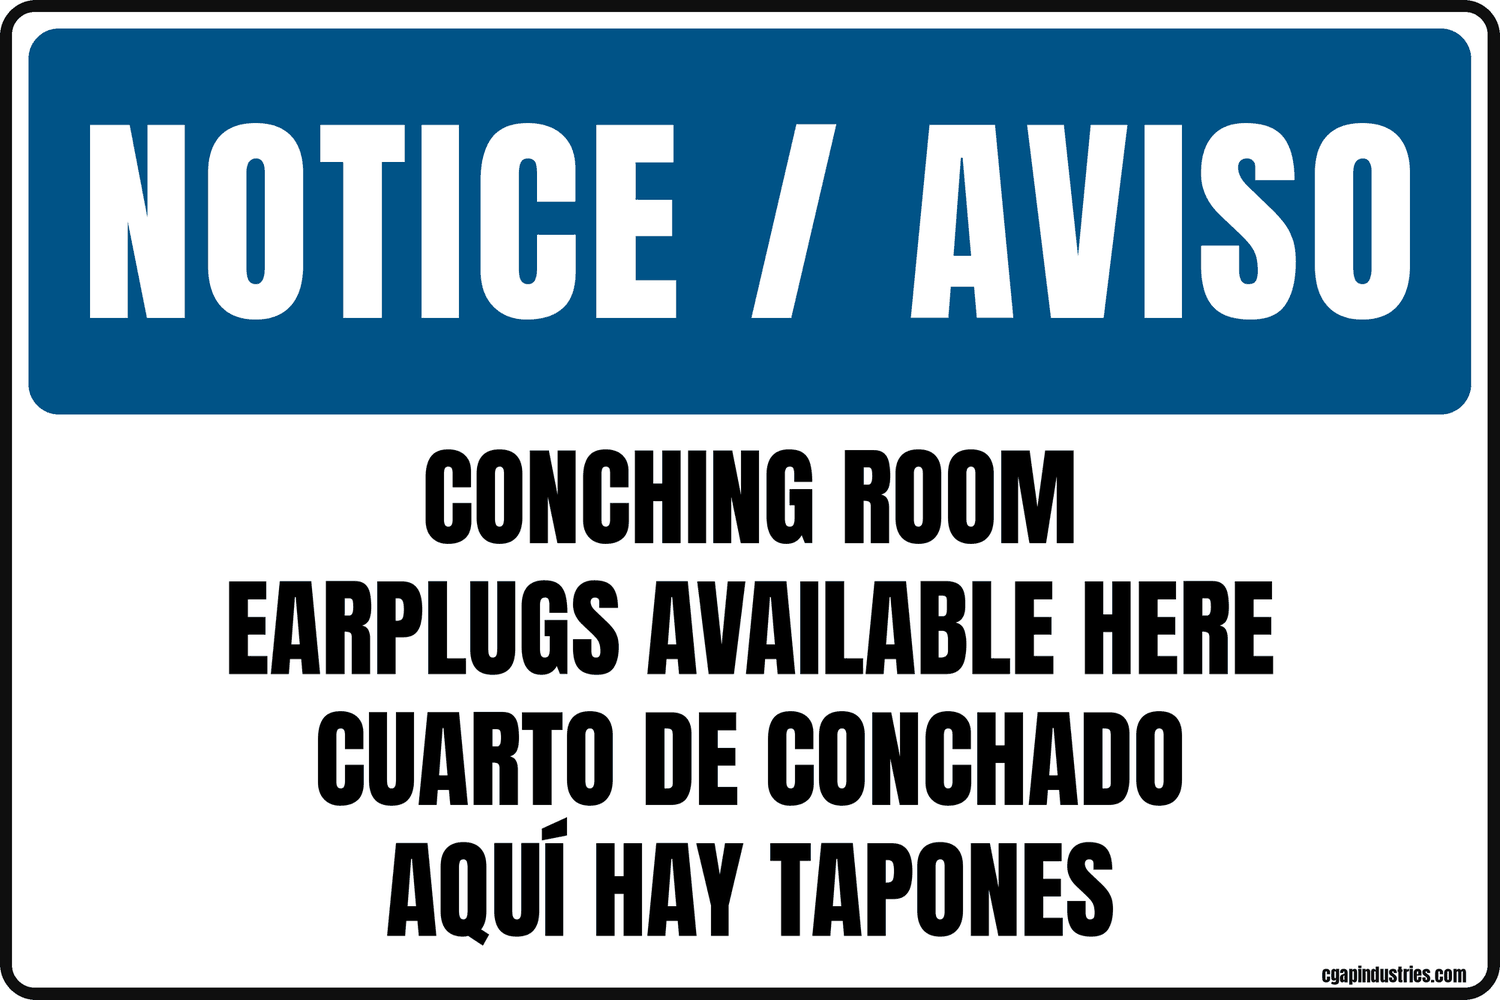 NOTICE / AVISO
CONCHING ROOM
EARPLUGS AVAILABLE HERE
CUARTO DE CONCHADO
AQUÍ HAY TAPONES
cgapindustries.com